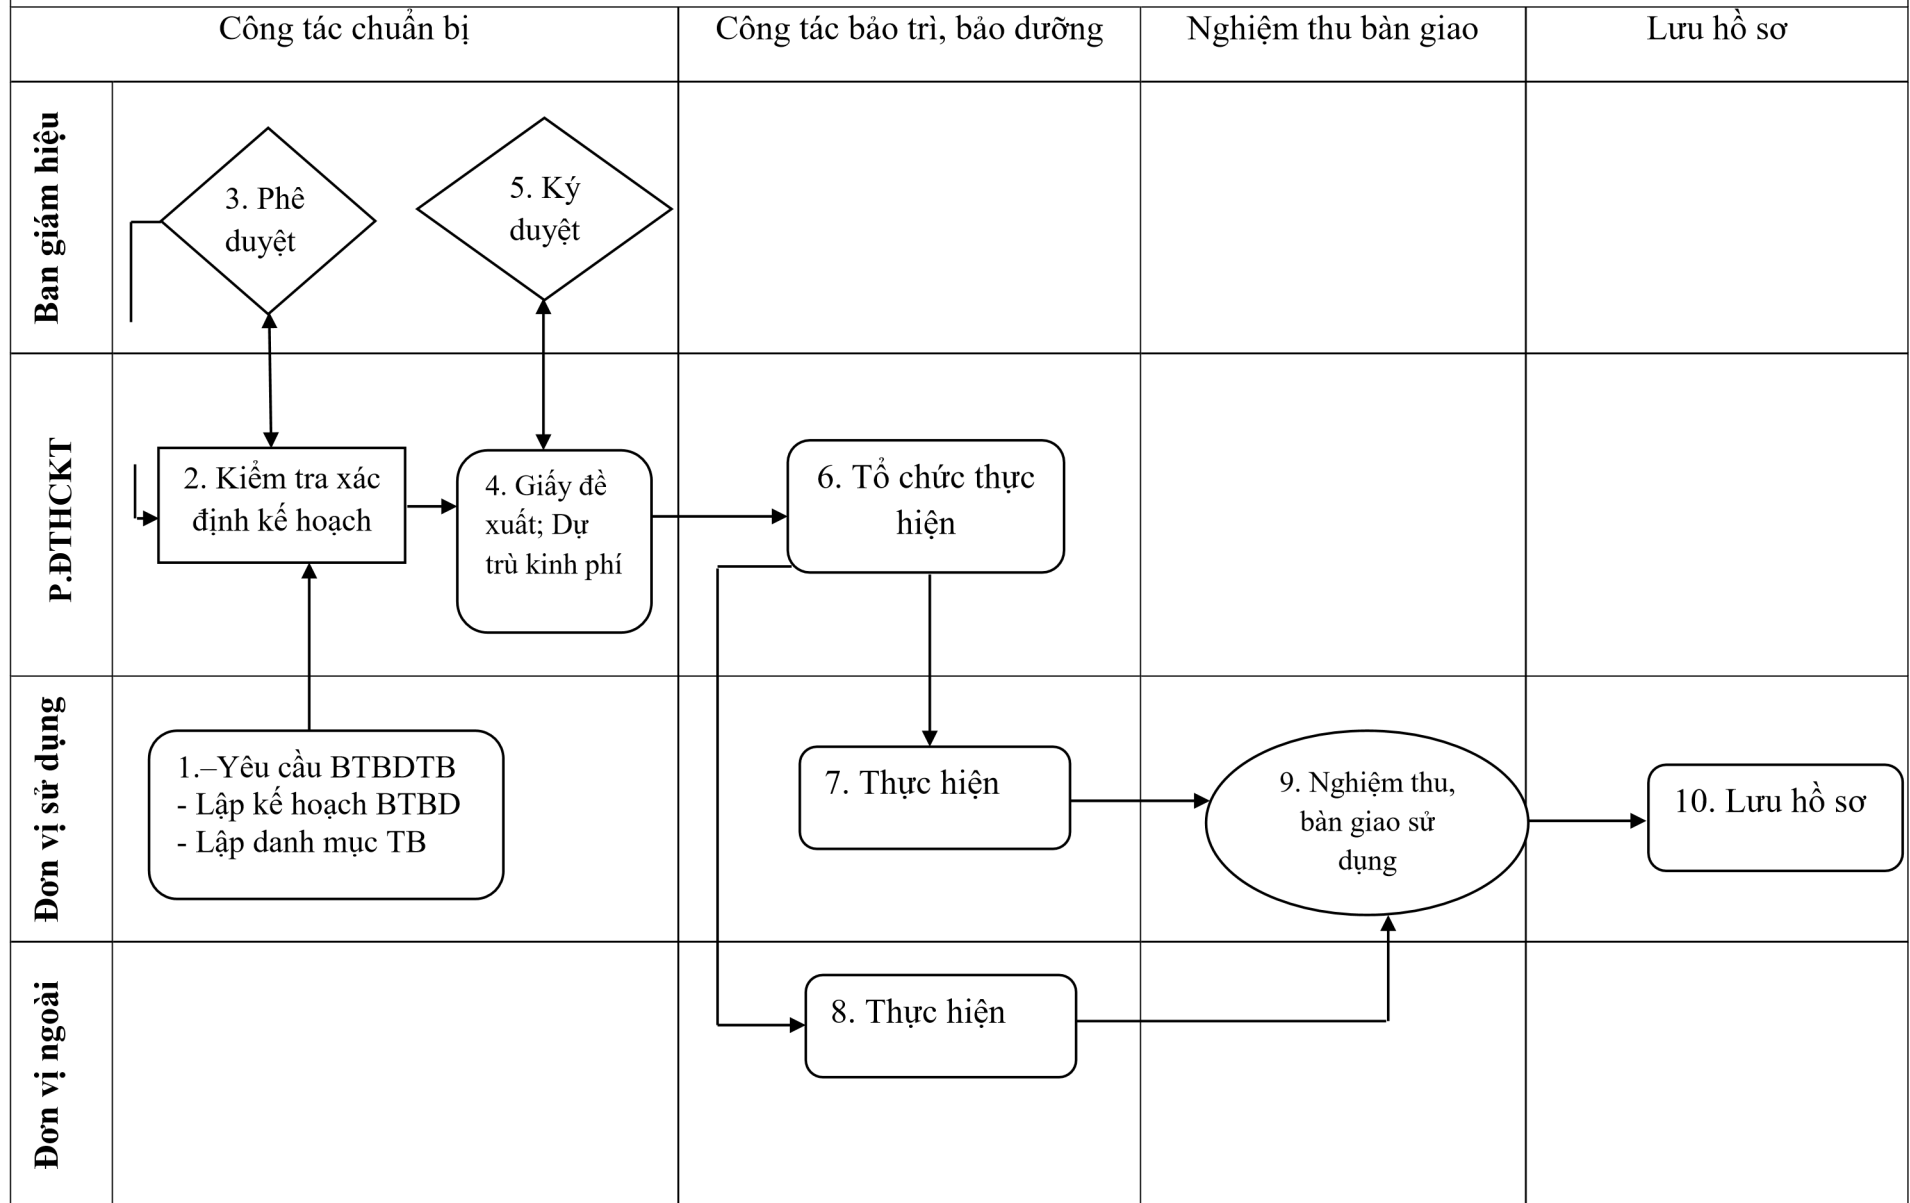 Công tác chuẩn bị
Công tác bảo trì, bảo dưỡng
Nghiệm thu bàn giao
Lưu hồ sơ
Ban giám hiệu
3. Phê
duyệt
5. Ký
duyệt
P.ĐTHCKT
2. Kiểm tra xác
định kế hoạch
4. Giấy đề
xuất; Dự
trù kinh phí
6. Tổ chức thực
hiện
Đơn vị sử dụng
1.–Yêu cầu BTBDTB
- Lập kế hoạch BTBD
- Lập danh mục TB
7. Thực hiện
9. Nghiệm thu,
bàn giao sử
dụng
10. Lưu hồ sơ
Đơn vị ngoài
8. Thực hiện